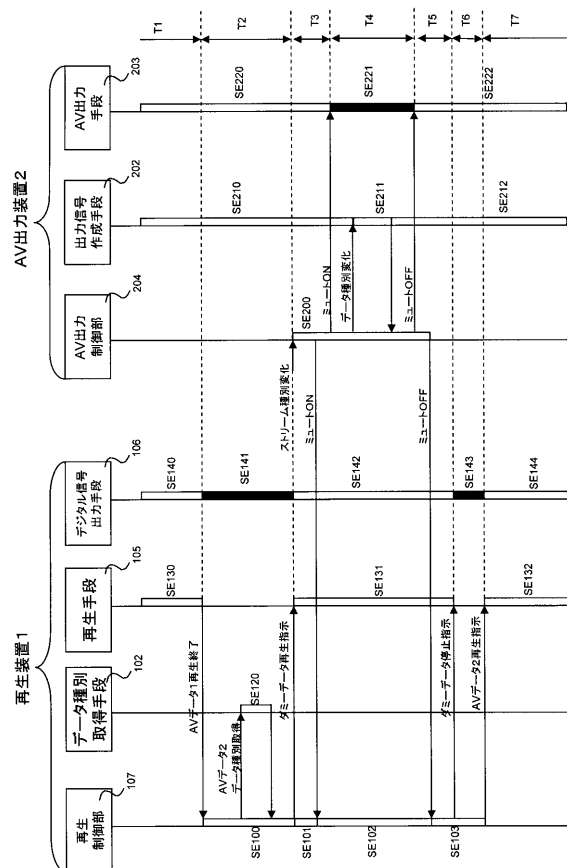 再生装置1
AV出力装置2
107
102
105
106
204
202
203
再生
制御部
データ種別
取得手段
再生手段
デジタル信号
出力手段
AV出力
制御部
出力信号
作成手段
AV出力
手段
SE130
SE140
SE210
SE220
T1
AVデータ1再生終了
SE100
AVデータ2
データ種別取得
SE120
SE141
T2
SE101
ダミーデータ再生指示
ストリーム種別変化
SE200
T3
ミュートON
ミュートON
SE102
SE131
SE142
データ種別変化
SE211
SE221
T4
ミュートOFF
ミュートOFF
T5
SE103
ダミーデータ停止指示
SE143
T6
AVデータ2再生指示
SE132
SE144
SE212
SE222
T7